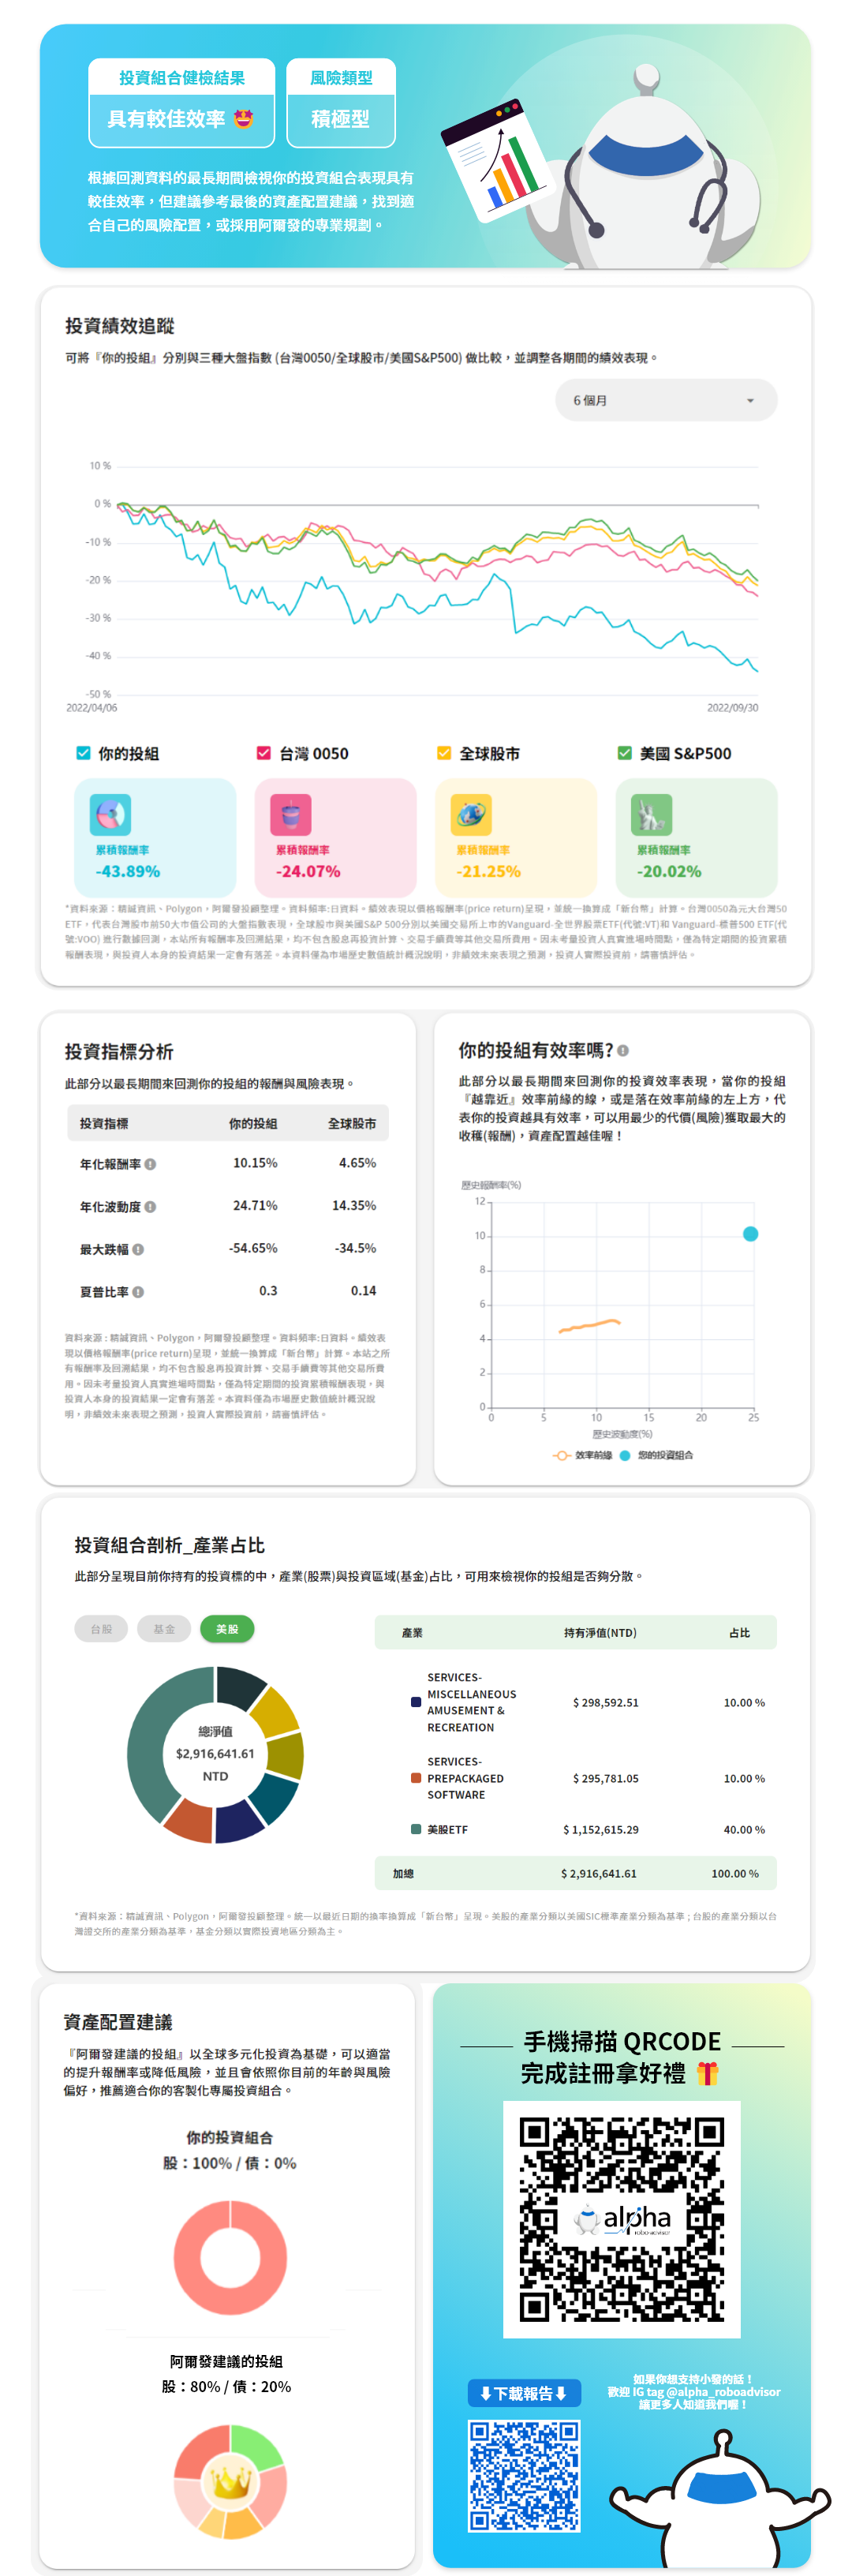 投資組合健檢結果
風險類型
具有較佳效率
積極型
根據回測資料的最長期間檢視你的投資組合表現具有
較佳效率，但建議參考最後的資產配置建議，找到適
合自己的風險配置，或採用阿爾發的專業規劃。
投資績效追蹤
可將『你的投組』分別與三種大盤指數 (台灣0050/全球股市/美國S&P500) 做比較，並調整各期間的績效表現。
6 個月
10 %
0 %
-10 %
-20 %
-30 %
-40 %
-50 %
2022/04/06
2022/09/30
你的投組
台灣 0050
全球股市
美國 S&P500
累積報酬率
-43.89%
累積報酬率
-24.07%
累積報酬率
-21.25%
累積報酬率
-20.02%
*資料來源：精誠資訊、Polygon，阿爾發投顧整理。資料頻率:日資料。績效表現以價格報酬率(price return)呈現，並統一換算成「新台幣」計算。台灣0050為元大台灣50
ETF，代表台灣股市前50大市值公司的大盤指數表現，全球股市與美國S&P 500分別以美國交易所上市的Vanguard-全世界股票ETF(代號:VT)和 Vanguard-標普500 ETF(代
號:VOO) 進行數據回測，本站所有報酬率及回溯結果，均不包含股息再投資計算、交易手續費等其他交易所費用。因未考量投資人真實進場時間點，僅為特定期間的投資累積
報酬表現，與投資人本身的投資結果一定會有落差。本資料僅為市場歷史數值統計概況說明，非績效未來表現之預測，投資人實際投資前，請審慎評估。
投資指標分析
此部分以最長期間來回測你的投組的報酬與風險表現。
投資指標 你的投組 全球股市
年化報酬率 10.15% 4.65%
年化波動度 24.71% 14.35%
最大跌幅 -54.65% -34.5%
夏普比率 0.3 0.14
資料來源 : 精誠資訊、Polygon，阿爾發投顧整理。資料頻率:日資料。績效表
現以價格報酬率(price return)呈現，並統一換算成「新台幣」計算。本站之所
有報酬率及回溯結果，均不包含股息再投資計算、交易手續費等其他交易所費
用。因未考量投資人真實進場時間點，僅為特定期間的投資累積報酬表現。與
投資人本身的投資結果一定會有落差。本資料僅為市場歷史數值統計概況說
明，非績效未來表現之預測，投資人實際投資前，請審慎評估。
你的投組有效率嗎?
此部分以最長期間來回測你的投資效率表現，當你的投組
『越靠近』效率前緣的線，或是落在效率前緣的左上方，代
表你的投資越具有效率，可以用最少的代價(風險)獲取最大的
收穫(報酬)，資產配置越佳喔！
歷史報酬率(%)
12
10
8
6
4
2
0
0 5 10 15 20 25
歷史波動度(%)
效率前緣 您的投資組合
投資組合剖析_產業占比
此部分呈現目前你持有的投資標的中，產業(股票)與投資區域(基金)占比，可用來檢視你的投組是否夠分散。
台股 基金 美股
總淨值
$2,916,641.61
NTD
產業 持有淨值(NTD) 占比
SERVICES-
MISCELLANEOUS
AMUSEMENT &
RECREATION
$ 298,592.51 10.00 %
SERVICES-
PREPACKAGED
SOFTWARE
$ 295,781.05 10.00 %
美股ETF $ 1,152,615.29 40.00 %
加總 $ 2,916,641.61 100.00 %
*資料來源：精誠資訊、Polygon，阿爾發投顧整理。統一以最近日期的換率換算成「新台幣」呈現。美股的產業分類以美國SIC標準產業分類為基準 ; 台股的產業分類以台
灣證交所的產業分類為基準，基金分類以實際投資地區分類為主。
資產配置建議
『阿爾發建議的投組』以全球多元化投資為基礎，可以適當
的提升報酬率或降低風險，並且會依照你目前的年齡與風險
偏好，推薦適合你的客製化專屬投資組合。
你的投資組合
股：100% / 債：0%
阿爾發建議的投組
股：80% / 債：20%
手機掃描 QRCODE
完成註冊拿好禮
alpha
robo-advisor
下載報告
如果你想支持小發的話！
歡迎 IG tag @alpha_roboadvisor
讓更多人知道我們喔！